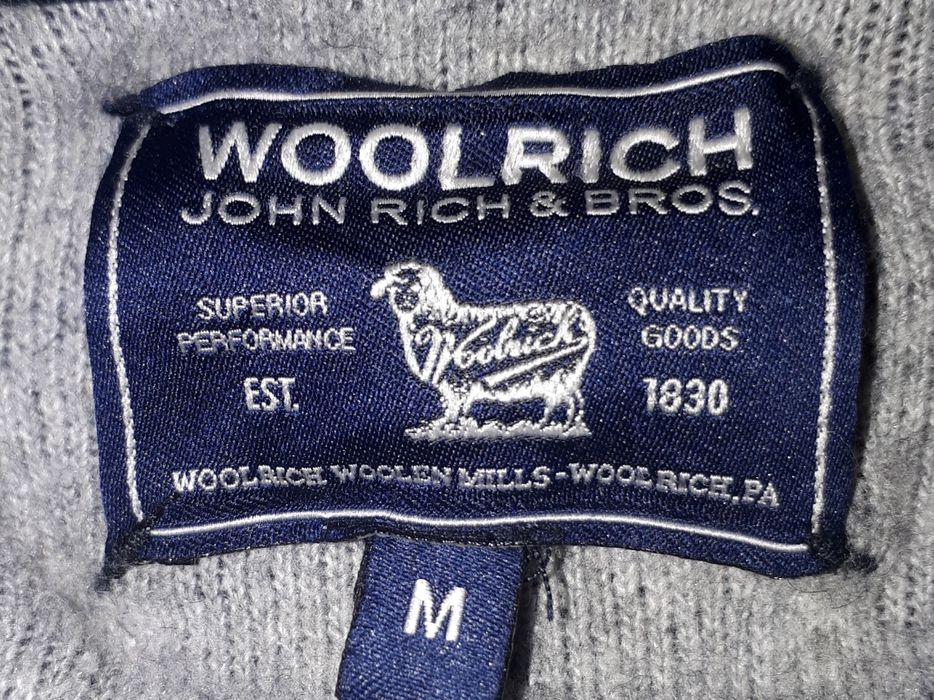 WOOLRICH
JOHN RICH & BROS.
SUPERIOR
PERFORMANCE
QUALITY
GOODS
Woolrich
EST.
1830
WOOLRICH WOOLEN MILLS-WOOLRICH, PA
M